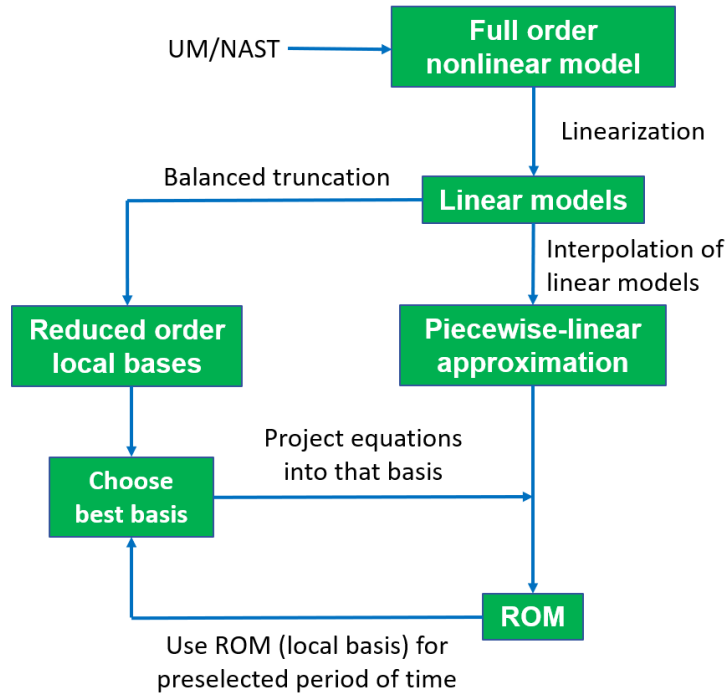 Full order
nonlinear model
UM/NAST
Linearization
Balanced truncation
Linear models
Interpolation of
linear models
Reduced order
local bases
Piecewise-linear
approximation
Project equations
into that basis
Choose
best basis
ROM
Use ROM (local basis) for
preselected period of time